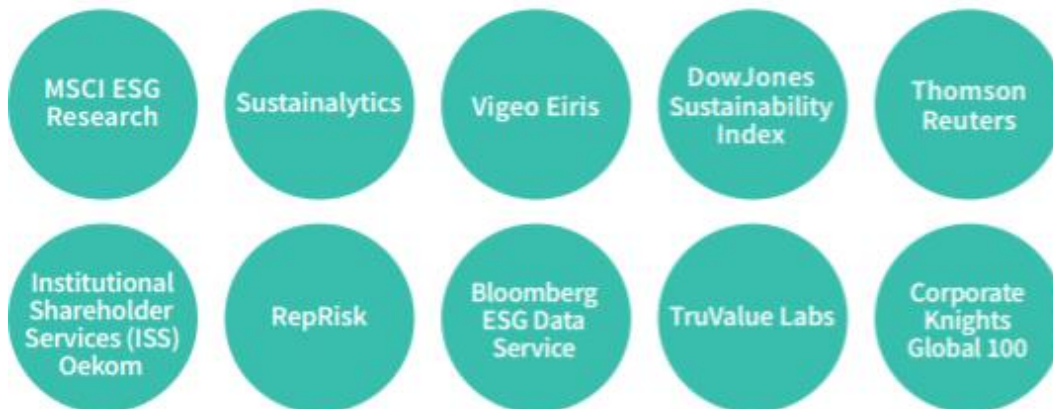 MSCI ESG
Research
Sustainalytics
Vigeo Eiris
DowJones
Sustainability
Index
Thomson
Reuters
Institutional
Shareholder
Services (ISS)
Oekom
RepRisk
Bloomberg
ESG Data
Service
TruValue Labs
Corporate
Knights
Global 100